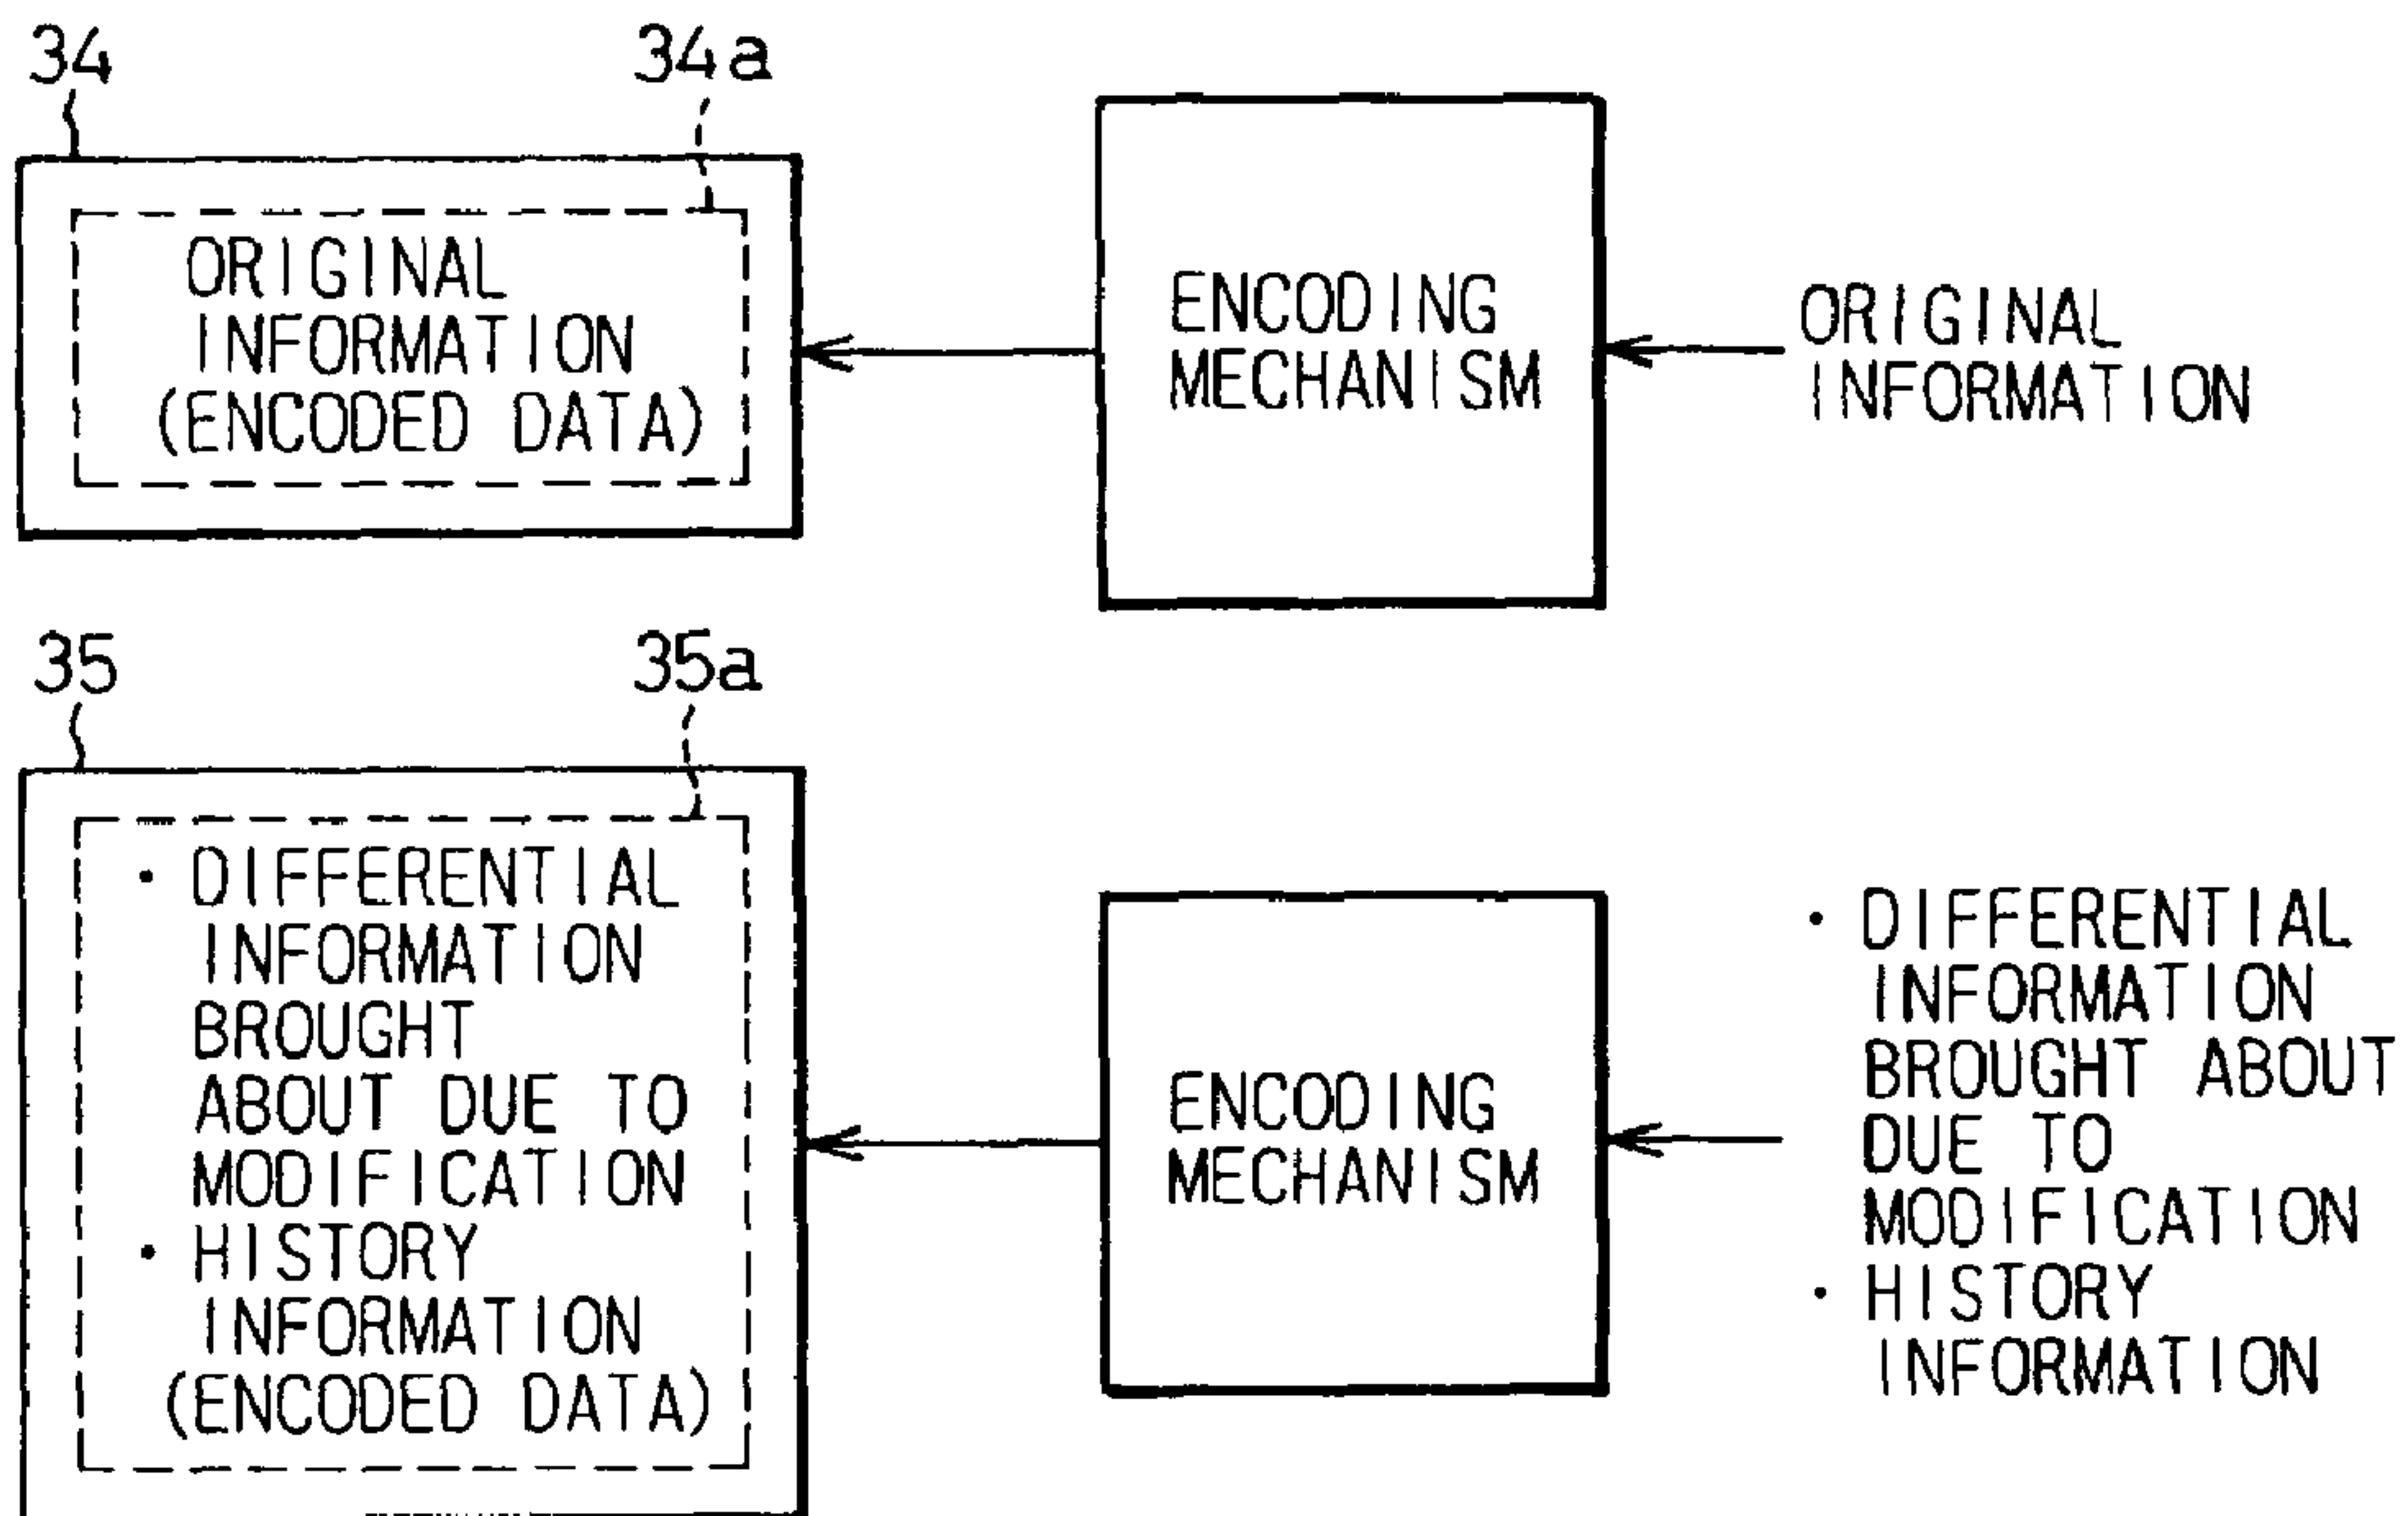 34
34a
ORIGINAL
INFORMATION
(ENCODED DATA)
ENCODING
MECHANISM
ORIGINAL
INFORMATION
35
35a
· DIFFERENTIAL
INFORMATION
BROUGHT
ABOUT DUE TO
MODIFICATION
· HISTORY
INFORMATION
(ENCODED DATA)
ENCODING
MECHANISM
· DIFFERENTIAL
INFORMATION
BROUGHT ABOUT
DUE TO
MODIFICATION
· HISTORY
INFORMATION